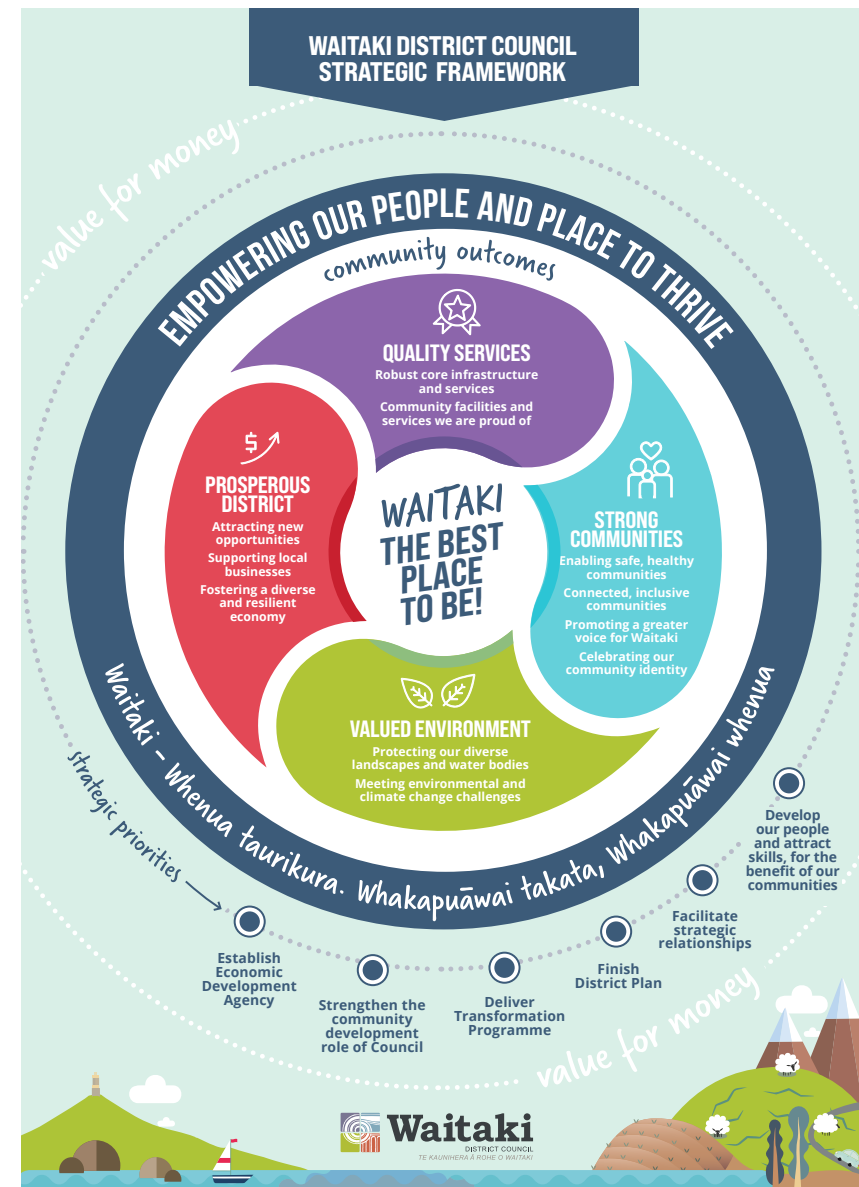 WAITAKI DISTRICT COUNCIL
STRATEGIC FRAMEWORK
value for money
EMPOWERING OUR PEOPLE AND PLACE TO THRIVE
community outcomes
QUALITY SERVICES
Robust core infrastructure
and services
Community facilities and
services we are proud of
PROSPEROUS
DISTRICT
Attracting new
opportunities
Supporting local
businesses
Fostering a diverse
and resilient
economy
WAITAKI
THE BEST
PLACE
TO BE!
STRONG
COMMUNITIES
Enabling safe, healthy
communities
Connected, inclusive
communities
Promoting a greater
voice for Waitaki
Celebrating our
community identity
VALUED ENVIRONMENT
Protecting our diverse
landscapes and water bodies
Meeting environmental and
climate change challenges
Waitaki – Whenua taurikura. Whakapuāwai takata, Whakapuāwai whenua
strategic priorities
Establish
Economic
Development
Agency
Strengthen the
community
development
role of Council
Deliver
Transformation
Programme
Finish
District Plan
Facilitate
strategic
relationships
Develop
our people
and attract
skills, for the
benefit of our
communities
value for money
Waitaki
DISTRICT COUNCIL
TE KAUNIHERA Ā ROHE O WAITAKI